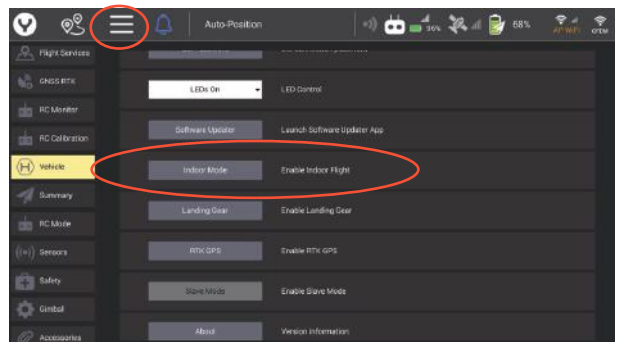 Auto-Position
36%
68%
Flight Services
GNSS RTK
LEDs On
LED Control
RC Monitor
Software Updater
Launch Software Updater App
RC Calibration
Vehicle
Indoor Mode
Enable Indoor Flight
Summary
Landing Gear
Enable Landing Gear
RC Mode
Sensors
RTK GPS
Enable RTK GPS
Safety
Slave Mode
Enable Slave Mode
Gimbal
About
Version information
Accessories